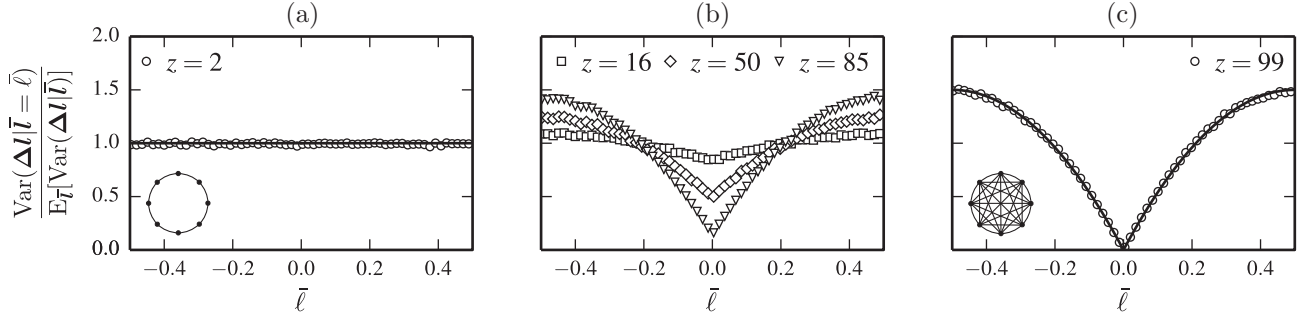 (a)
(b)
(c)
Var(Δl|l̄ = ℓ̄)
E_l̄[Var(Δl|l̄)]
2.0
1.5
1.0
0.5
0.0
z = 2
z = 16 z = 50 z = 85
z = 99
−0.4 −0.2 0.0 0.2 0.4
−0.4 −0.2 0.0 0.2 0.4
−0.4 −0.2 0.0 0.2 0.4
ℓ̄
ℓ̄
ℓ̄